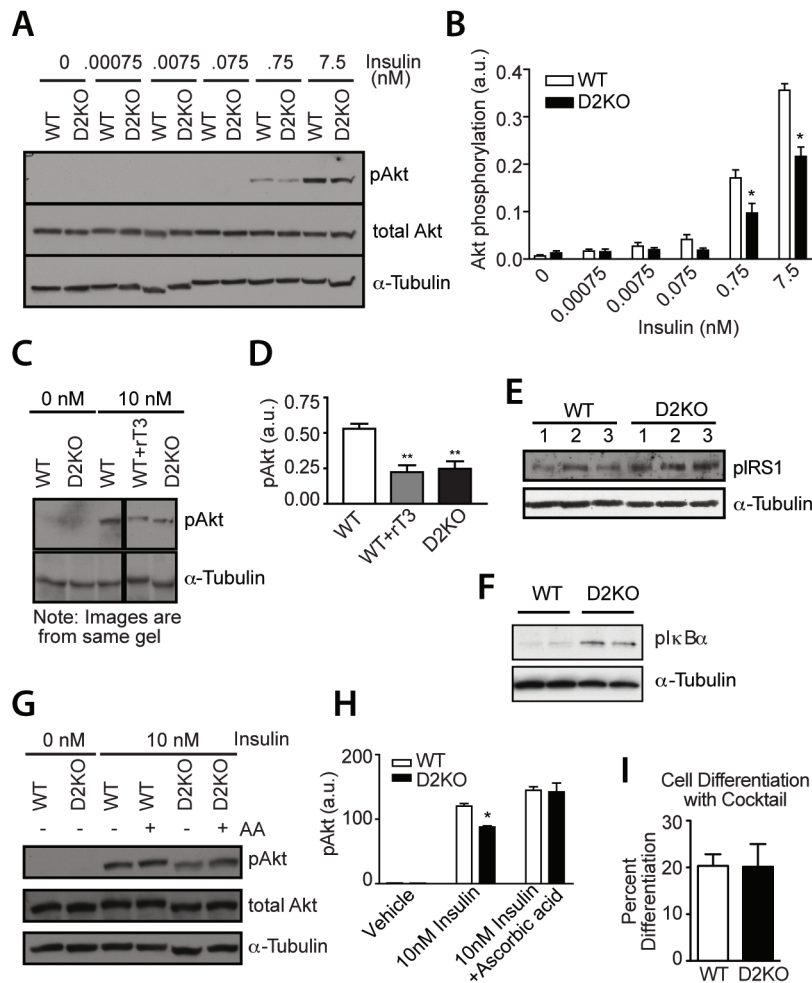 A
0 .00075 .0075 .075 .75 7.5 Insulin
(nM)
WT D2KO WT D2KO WT D2KO WT D2KO WT D2KO WT D2KO
pAkt
total Akt
α-Tubulin
B
Akt phosphorylation (a.u.)
0.4
0.3
0.2
0.1
0.0
WT
D2KO
* *
0 0.00075 0.0075 0.075 0.75 7.5
Insulin (nM)
C
0 nM 10 nM
WT D2KO WT WT+rT3 D2KO
pAkt
α-Tubulin
Note: Images are
from same gel
D
pAkt (a.u.)
0.75
0.50
0.25
0.00
** **
WT WT+rT3 D2KO
E
WT D2KO
1 2 3 1 2 3
pIRS1
α-Tubulin
F
WT D2KO
pIκBα
α-Tubulin
G
0 nM 10 nM Insulin
WT D2KO WT WT D2KO D2KO
- - - + - + AA
pAkt
total Akt
α-Tubulin
H
pAkt (a.u.)
200
100
0
WT
D2KO
*
Vehicle 10nM Insulin 10nM Insulin
+Ascorbic acid
I
Cell Differentiation
with Cocktail
Percent
Differentiation
30
20
10
0
WT D2KO